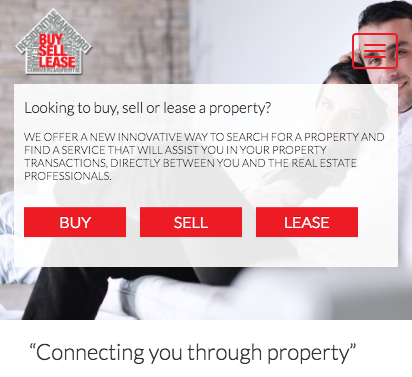 BUY
SELL
LEASE
Looking to buy, sell or lease a property?
WE OFFER A NEW INNOVATIVE WAY TO SEARCH FOR A PROPERTY AND
FIND A SERVICE THAT WILL ASSIST YOU IN YOUR PROPERTY
TRANSACTIONS, DIRECTLY BETWEEN YOU AND THE REAL ESTATE
PROFESSIONALS.
BUY SELL LEASE
“Connecting you through property”